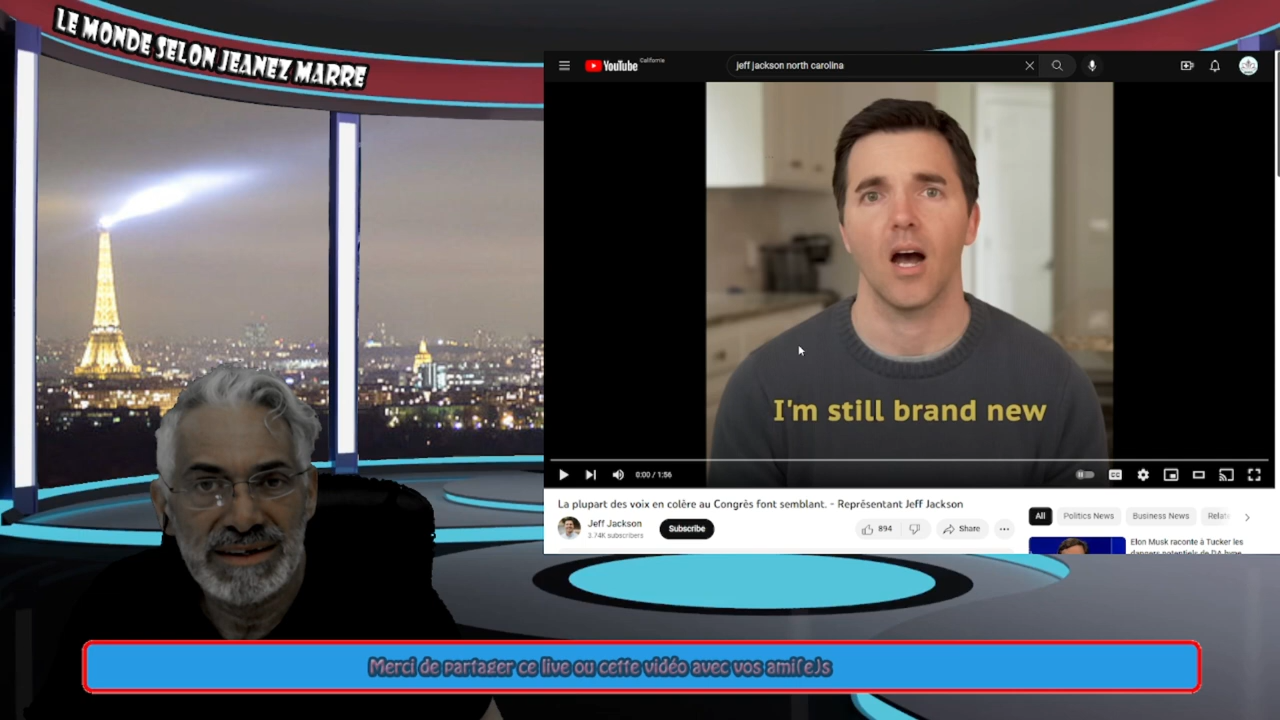 LE MONDE SELON JEANEZ MARRE
YouTube
California
jeff jackson north carolina
I'm still brand new
0:00 / 1:56
CC
La plupart des voix en colère au Congrès font semblant. - Représentant Jeff Jackson
Jeff Jackson
3.74K subscribers
Subscribe
894
Share
All
Politics News
Business News
Elon Musk raconte à Tucker les
Merci de partager ce live ou cette vidéo avec vos ami(e)s